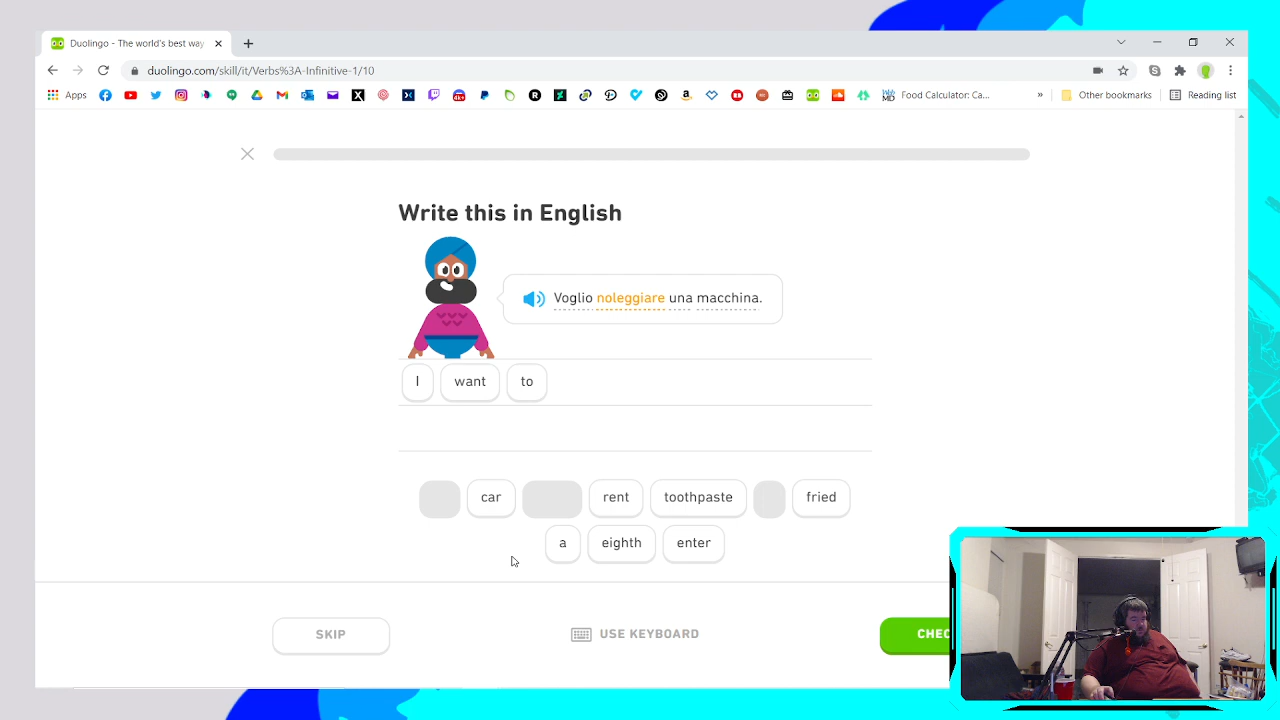 Duolingo - The world's best way
duolingo.com/skill/it/Verbs%3A-Infinitive-1/10
Apps
Food Calculator: Ca...
»
Other bookmarks
Reading list
Write this in English
Voglio noleggiare una macchina.
I want to
car rent toothpaste fried
a eighth enter
SKIP
USE KEYBOARD
CHEC